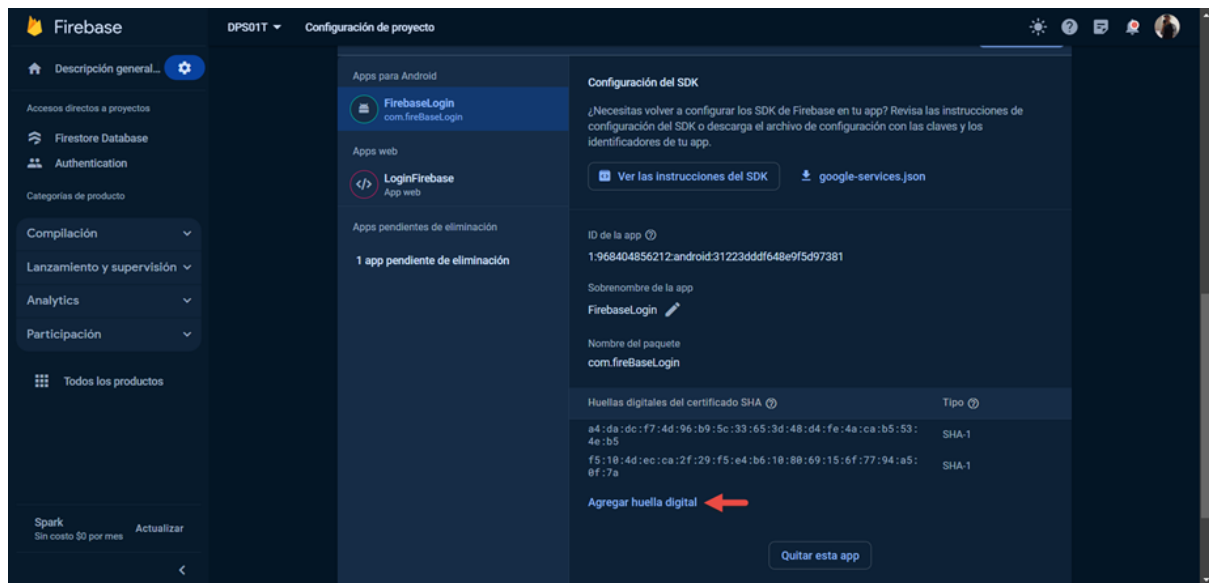 Firebase
DPS01T
Configuración de proyecto
Descripción general...
Accesos directos a proyectos
Firestore Database
Authentication
Categorías de producto
Compilación
Lanzamiento y supervisión
Analytics
Participación
Todos los productos
Spark
Sin costo $0 por mes
Actualizar
Apps para Android
FirebaseLogin
com.fireBaseLogin
Apps web
LoginFirebase
App web
Apps pendientes de eliminación
1 app pendiente de eliminación
Configuración del SDK
¿Necesitas volver a configurar los SDK de Firebase en tu app? Revisa las instrucciones de
configuración del SDK o descarga el archivo de configuración con las claves y los
identificadores de tu app.
Ver las instrucciones del SDK
google-services.json
ID de la app
1:968404856212:android:31223dddf648e9f5d97381
Sobrenombre de la app
FirebaseLogin
Nombre del paquete
com.fireBaseLogin
Huellas digitales del certificado SHA
Tipo
a4:da:dc:f7:4d:96:b9:5c:33:65:3d:48:d4:fe:4a:ca:b5:53:
4e:b5
SHA-1
f5:10:4d:ec:ca:2f:29:f5:e4:b6:10:80:69:15:6f:77:94:a5:
0f:7a
SHA-1
Agregar huella digital
Quitar esta app